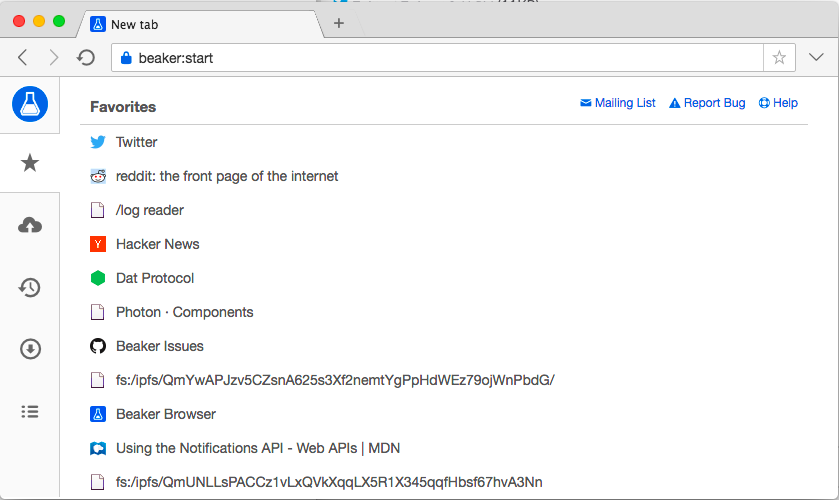 New tab
beaker:start
Favorites
Mailing List Report Bug Help
Twitter
reddit: the front page of the internet
/log reader
Y Hacker News
Dat Protocol
Photon · Components
Beaker Issues
fs:/ipfs/QmYwAPJzv5CZsnA625s3Xf2nemtYgPpHdWEz79ojWnPbdG/
Beaker Browser
Using the Notifications API - Web APIs | MDN
fs:/ipfs/QmUNLLsPACCz1vLxQVkXqqLX5R1X345qqfHbsf67hvA3Nn